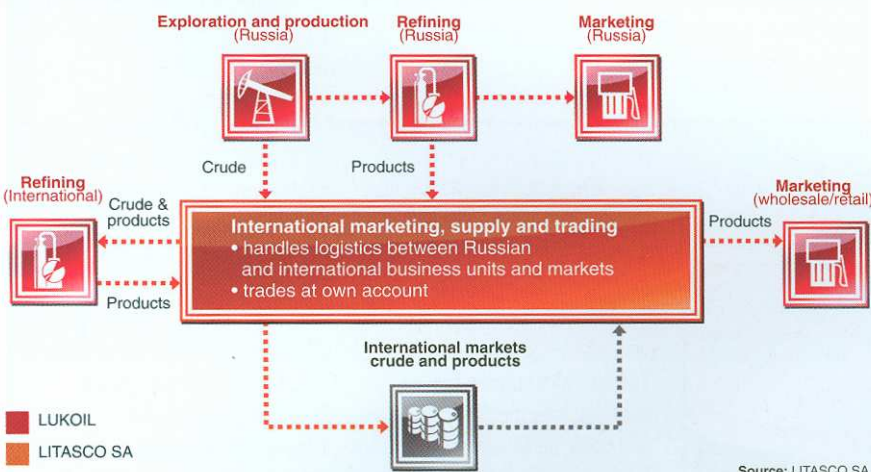 Exploration and production
(Russia)
Refining
(Russia)
Marketing
(Russia)
Crude
Products
Refining
(International)
Crude &
products
Products
International marketing, supply and trading
• handles logistics between Russian
and international business units and markets
• trades at own account
Products
Marketing
(wholesale/retail)
International markets
crude and products
LUKOIL
LITASCO SA
Source: LITASCO SA